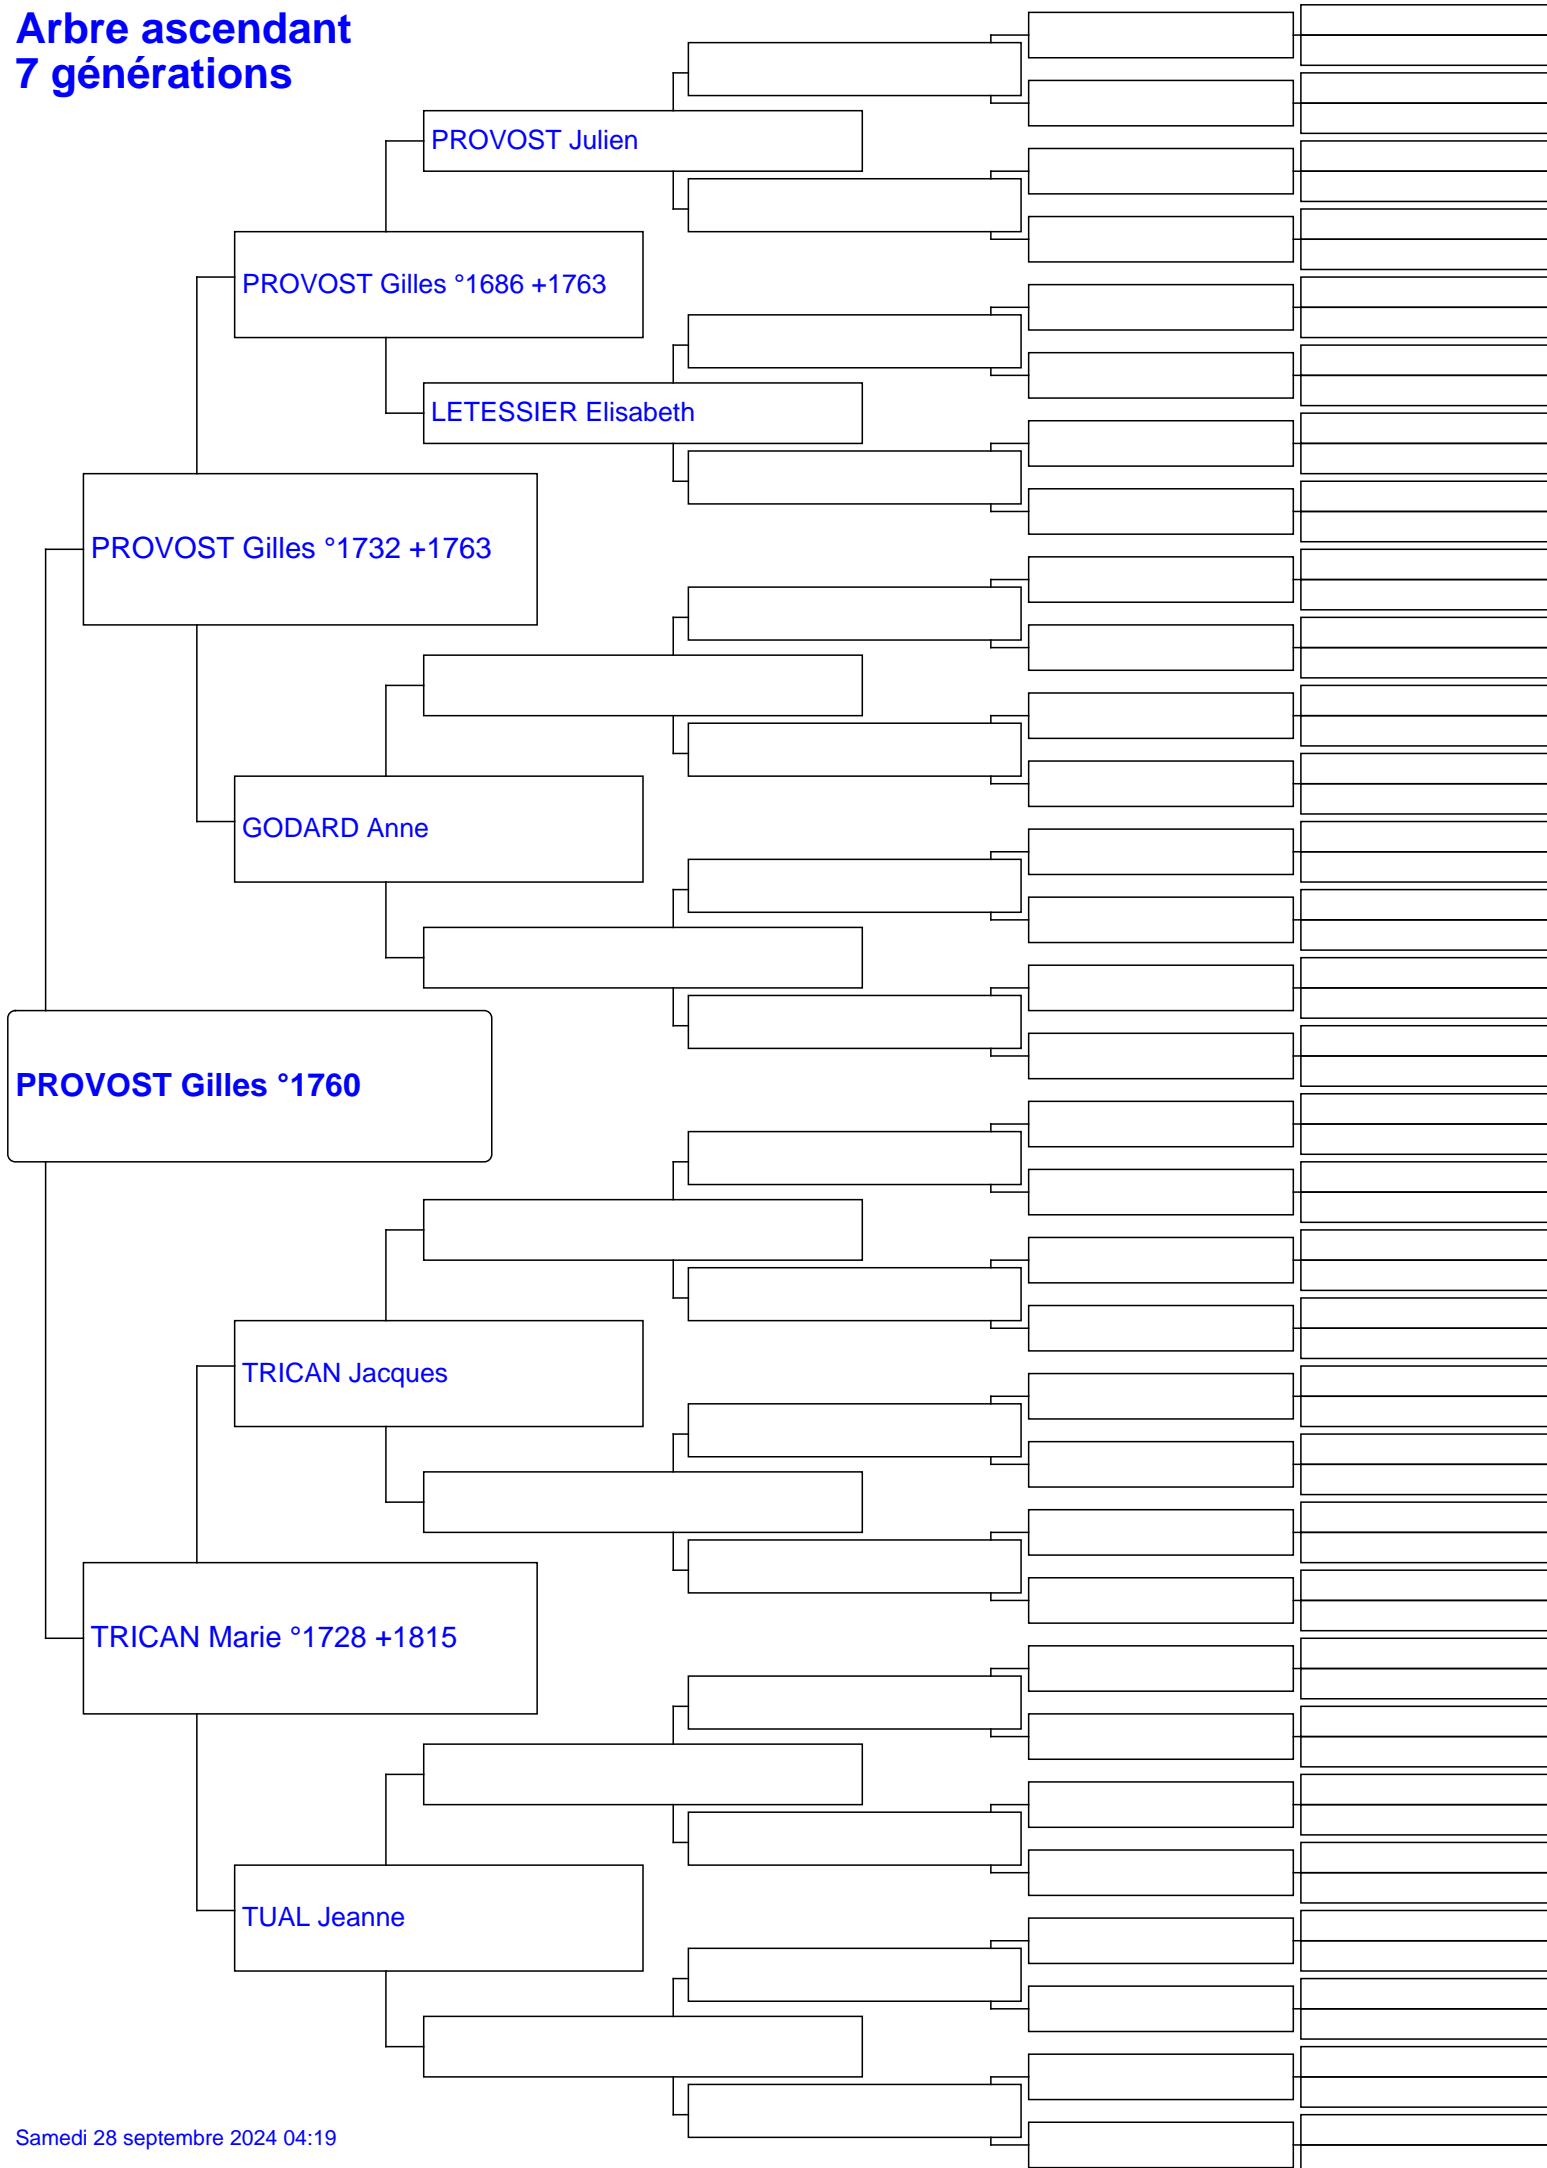 Arbre ascendant
7 générations
PROVOST Julien
PROVOST Gilles °1686 +1763
LETESSIER Elisabeth
PROVOST Gilles °1732 +1763
GODARD Anne
PROVOST Gilles °1760
TRICAN Jacques
TRICAN Marie °1728 +1815
TUAL Jeanne
Samedi 28 septembre 2024 04:19